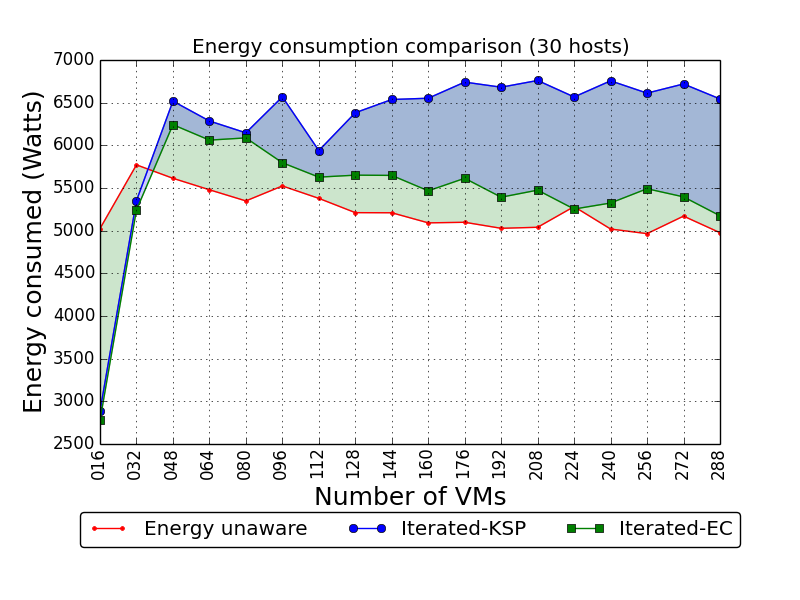 Energy consumption comparison (30 hosts)
7000
6500
6000
5500
5000
4500
4000
3500
3000
2500
Energy consumed (Watts)
016 032 048 064 080 096 112 128 144 160 176 192 208 224 240 256 272 288
Number of VMs
Energy unaware Iterated-KSP Iterated-EC